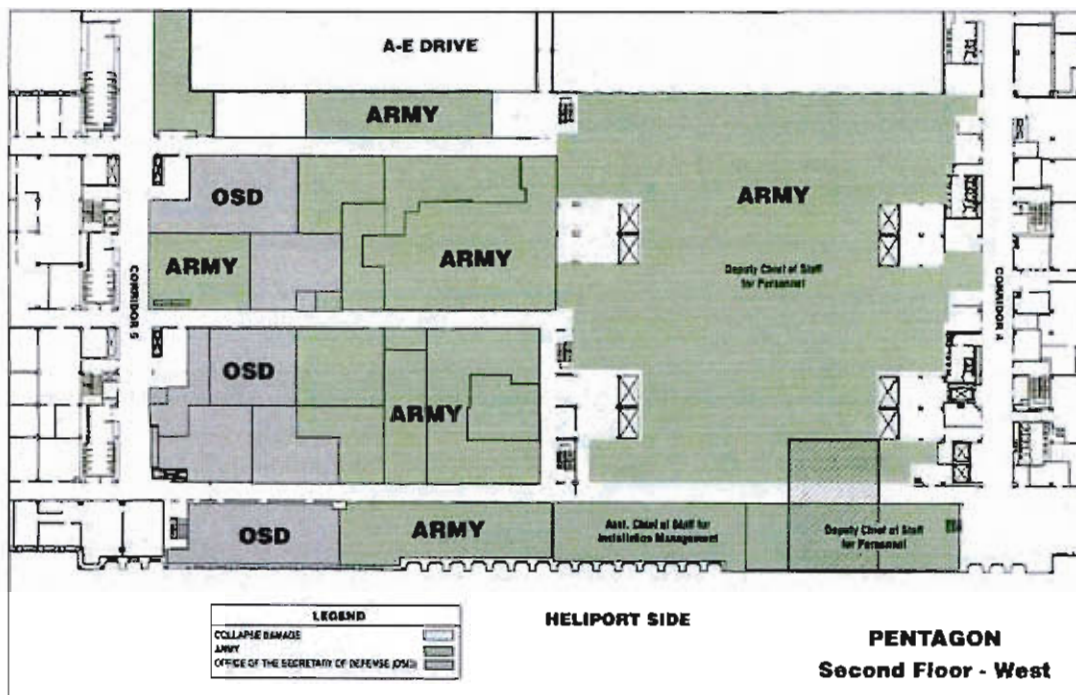 A-E DRIVE
ARMY
OSD
ARMY
ARMY
ARMY
Deputy Chief of Staff
for Personnel
CORRIDOR 5
CORRIDOR 4
OSD
ARMY
OSD
ARMY
Asst. Chief of Staff for
Installation Management
Deputy Chief of Staff
for Personnel
HELIPORT SIDE
LEGEND
COLLAPSE DAMAGE
ARMY
OFFICE OF THE SECRETARY OF DEFENSE (OSD)
PENTAGON
Second Floor - West